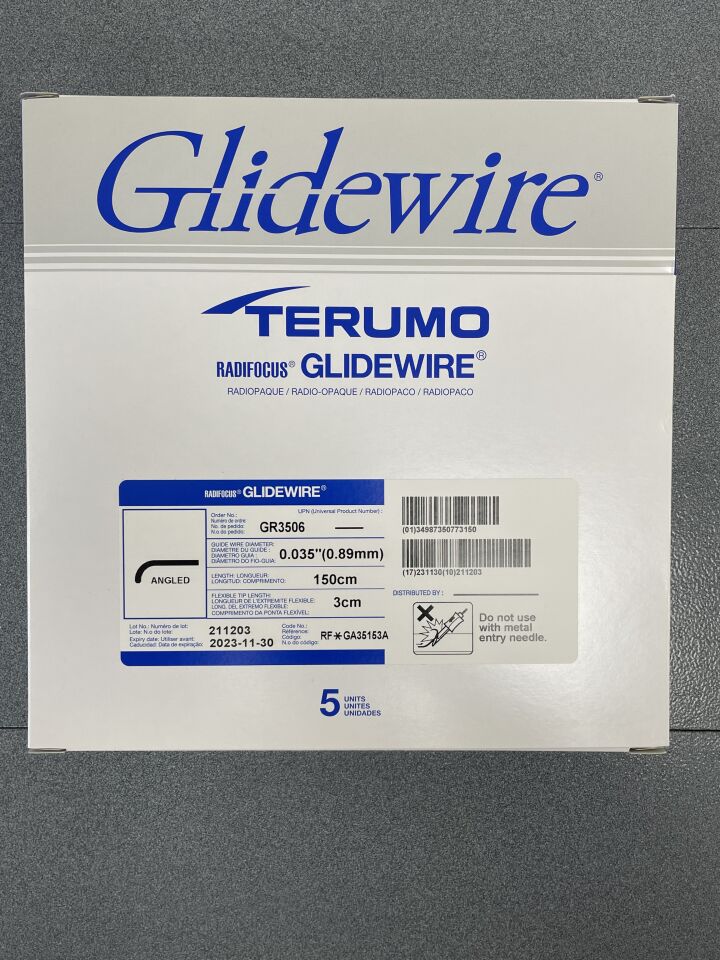 Glidewire®
TERUMO
RADIFOCUS® GLIDEWIRE®
RADIOPAQUE / RADIO-OPAQUE / RADIOPACO / RADIOPACO
RADIFOCUS® GLIDEWIRE®
Order No.:
Numéro de ordre:
No. de pedido:
N.o do pedido:
GR3506
UPN (Universal Product Number) :
ANGLED
GUIDE WIRE DIAMETER:
DIAMÈTRE DU GUIDE :
DIÁMETRO GUÍA :
DIÂMETRO DO FIO-GUIA:
0.035"(0.89mm)
LENGTH: LONGUEUR:
LONGITUD: COMPRIMENTO:
150cm
FLEXIBLE TIP LENGTH:
LONGUEUR DE L'EXTREMITE FLEXIBLE:
LONG. DEL EXTREMO FLEXIBLE:
COMPRIMENTO DA PONTA FLEXÍVEL:
3cm
Lot No.: Numéro de lot:
Lote: N.o do lote:
211203
Expiry date: Utiliser avant:
Caducidad: Data de expiração:
2023-11-30
Code No.:
Référence:
Código:
N.o do código:
RF*GA35153A
(01)34987350773150
(17)231130(10)211203
DISTRIBUTED BY :
Do not use
with metal
entry needle.
5 UNITS
UNITES
UNIDADES